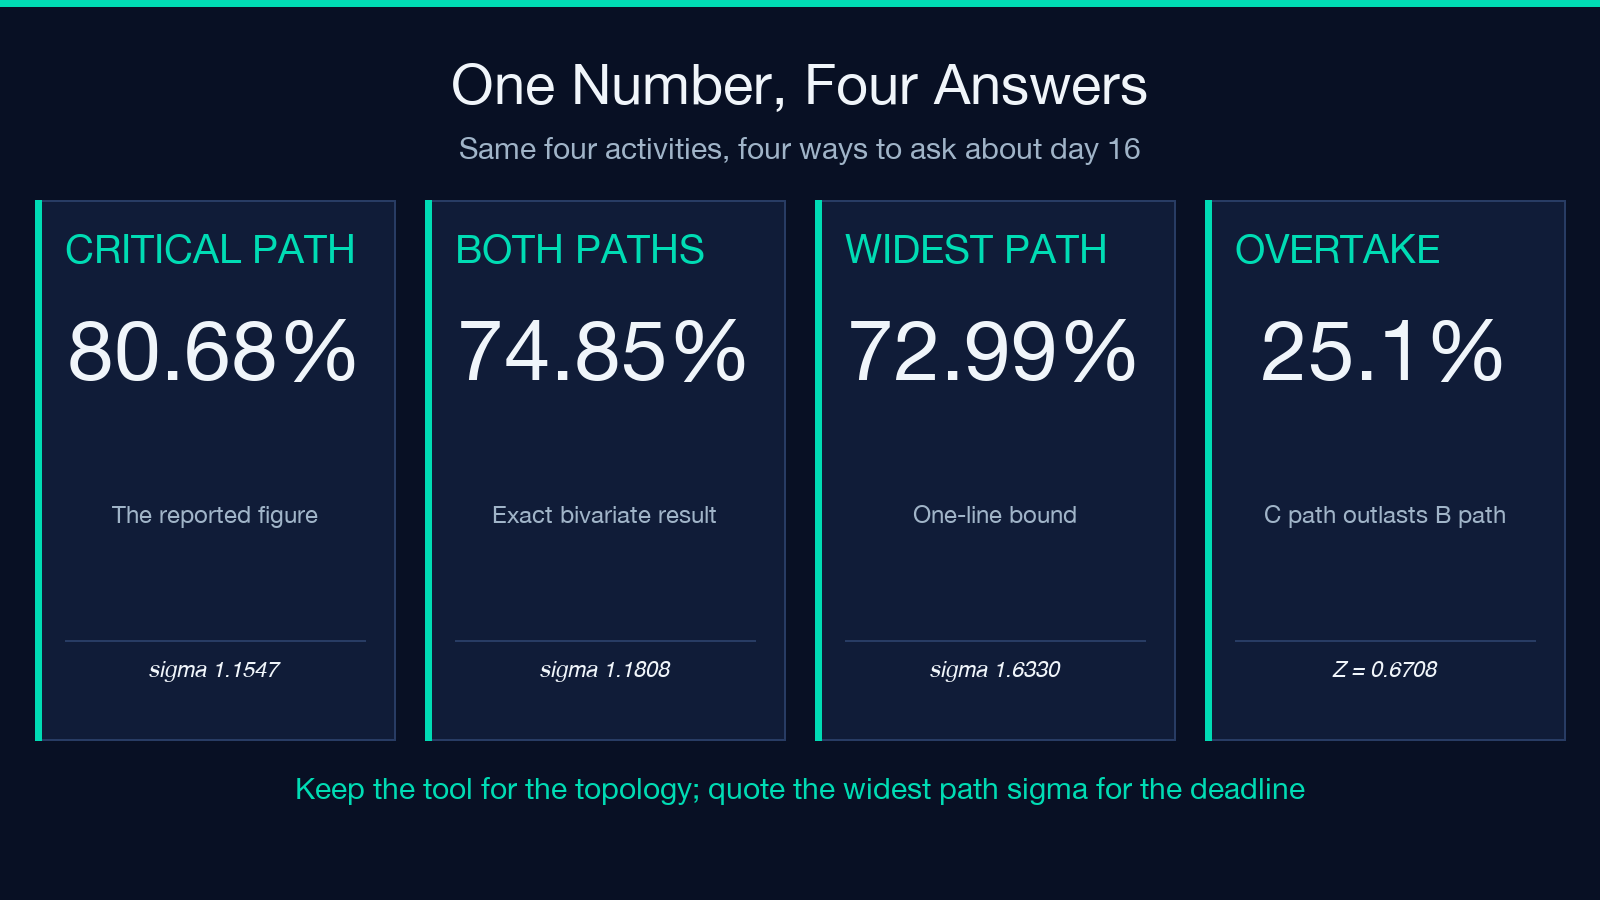 One Number, Four Answers
Same four activities, four ways to ask about day 16
CRITICAL PATH
80.68%
The reported figure
sigma 1.1547
BOTH PATHS
74.85%
Exact bivariate result
sigma 1.1808
WIDEST PATH
72.99%
One-line bound
sigma 1.6330
OVERTAKE
25.1%
C path outlasts B path
Z = 0.6708
Keep the tool for the topology; quote the widest path sigma for the deadline